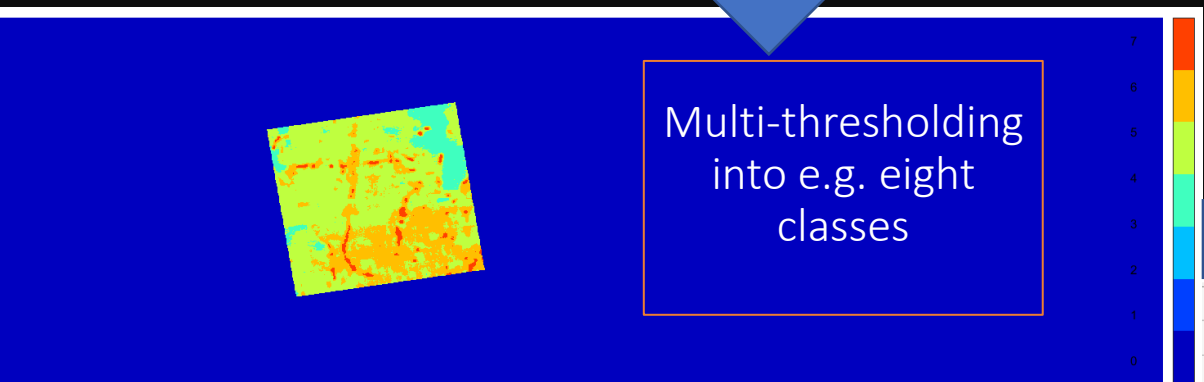 7
6
5
4
3
2
1
0
Multi-thresholding
into e.g. eight
classes